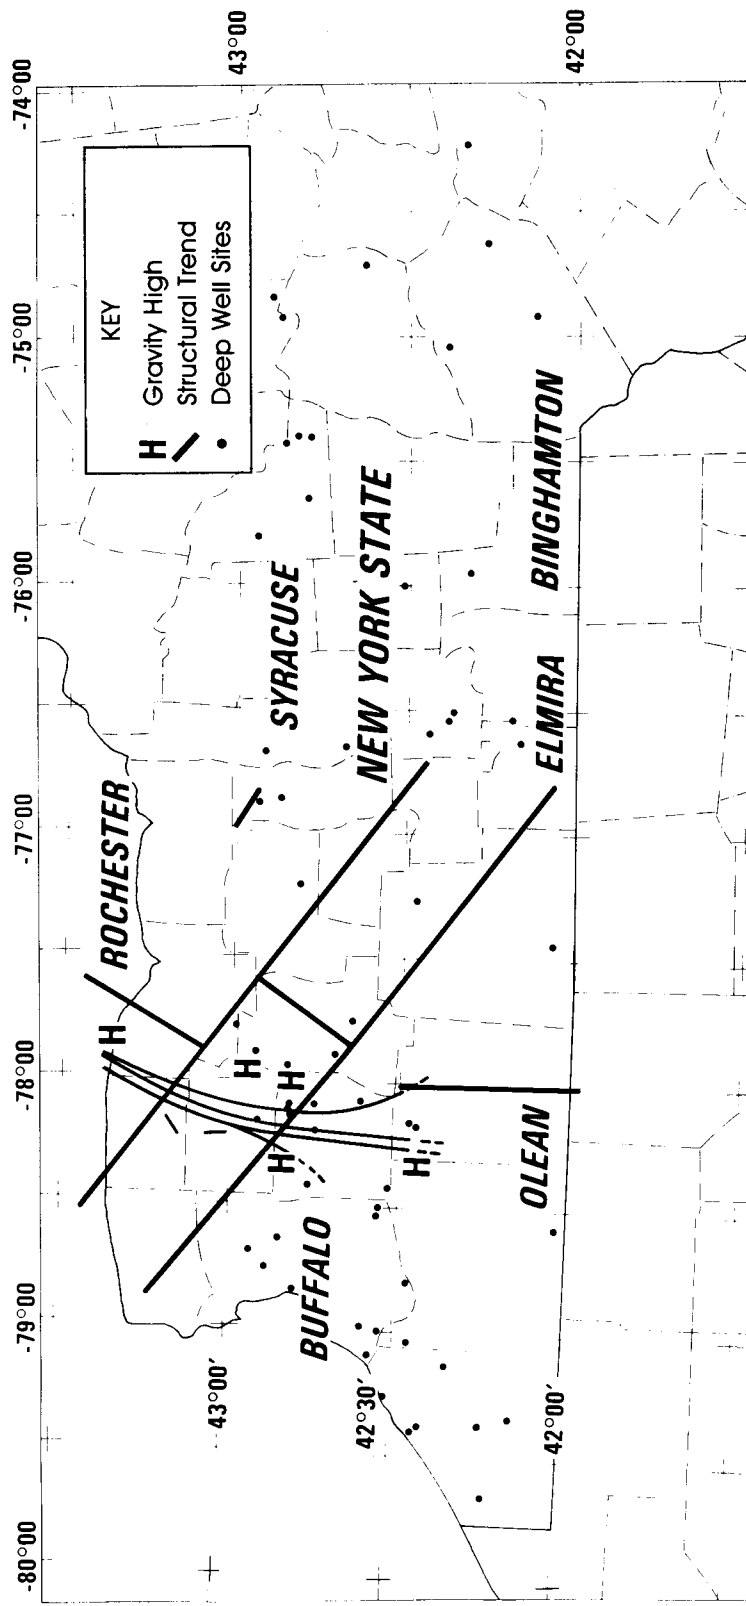 -80°00
-79°00
-78°00
-77°00
-76°00
-75°00
-74°00
KEY
H Gravity High
Structural Trend
Deep Well Sites
43°00
42°00
43°00′
42°30′
42°00′
ROCHESTER
SYRACUSE
NEW YORK STATE
BUFFALO
OLEAN
ELMIRA
BINGHAMTON
H
H
H
H
H